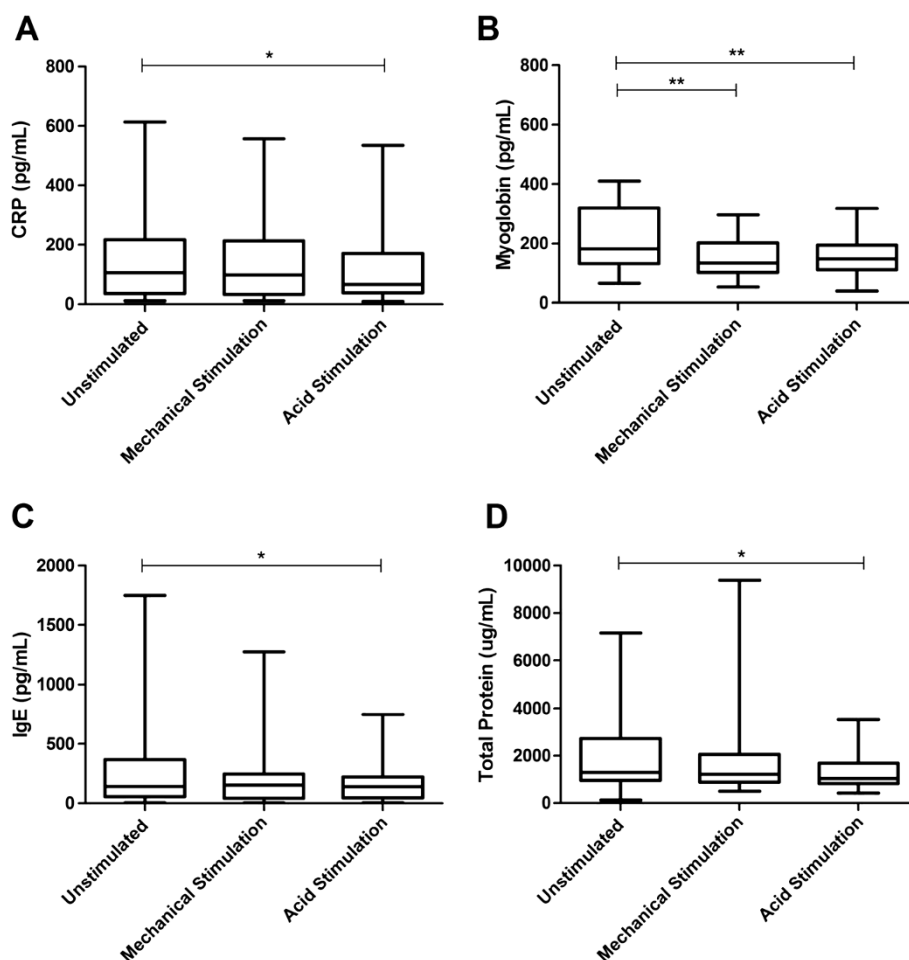 A
*
CRP (pg/mL)
800
600
400
200
0
Unstimulated
Mechanical Stimulation
Acid Stimulation
B
**
**
Myoglobin (pg/mL)
800
600
400
200
0
Unstimulated
Mechanical Stimulation
Acid Stimulation
C
*
IgE (pg/mL)
2000
1500
1000
500
0
Unstimulated
Mechanical Stimulation
Acid Stimulation
D
*
Total Protein (ug/mL)
10000
8000
6000
4000
2000
0
Unstimulated
Mechanical Stimulation
Acid Stimulation